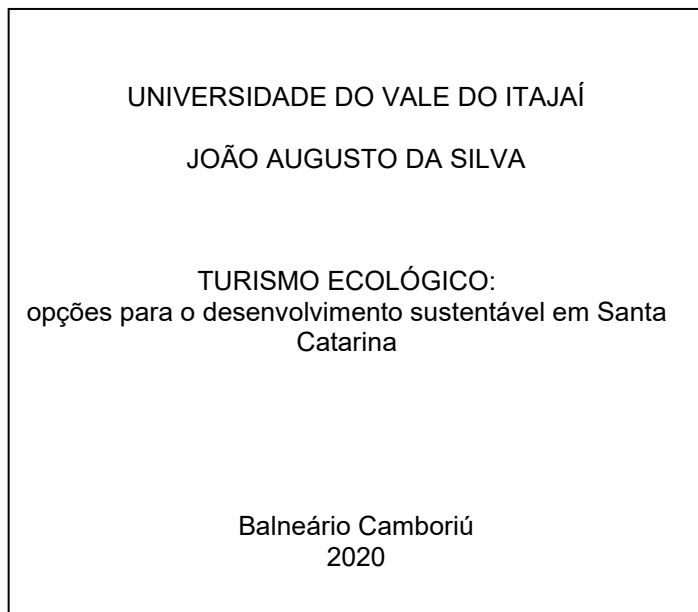 UNIVERSIDADE DO VALE DO ITAJAÍ
JOÃO AUGUSTO DA SILVA
TURISMO ECOLÓGICO:
opções para o desenvolvimento sustentável em Santa
Catarina
Balneário Camboriú
2020